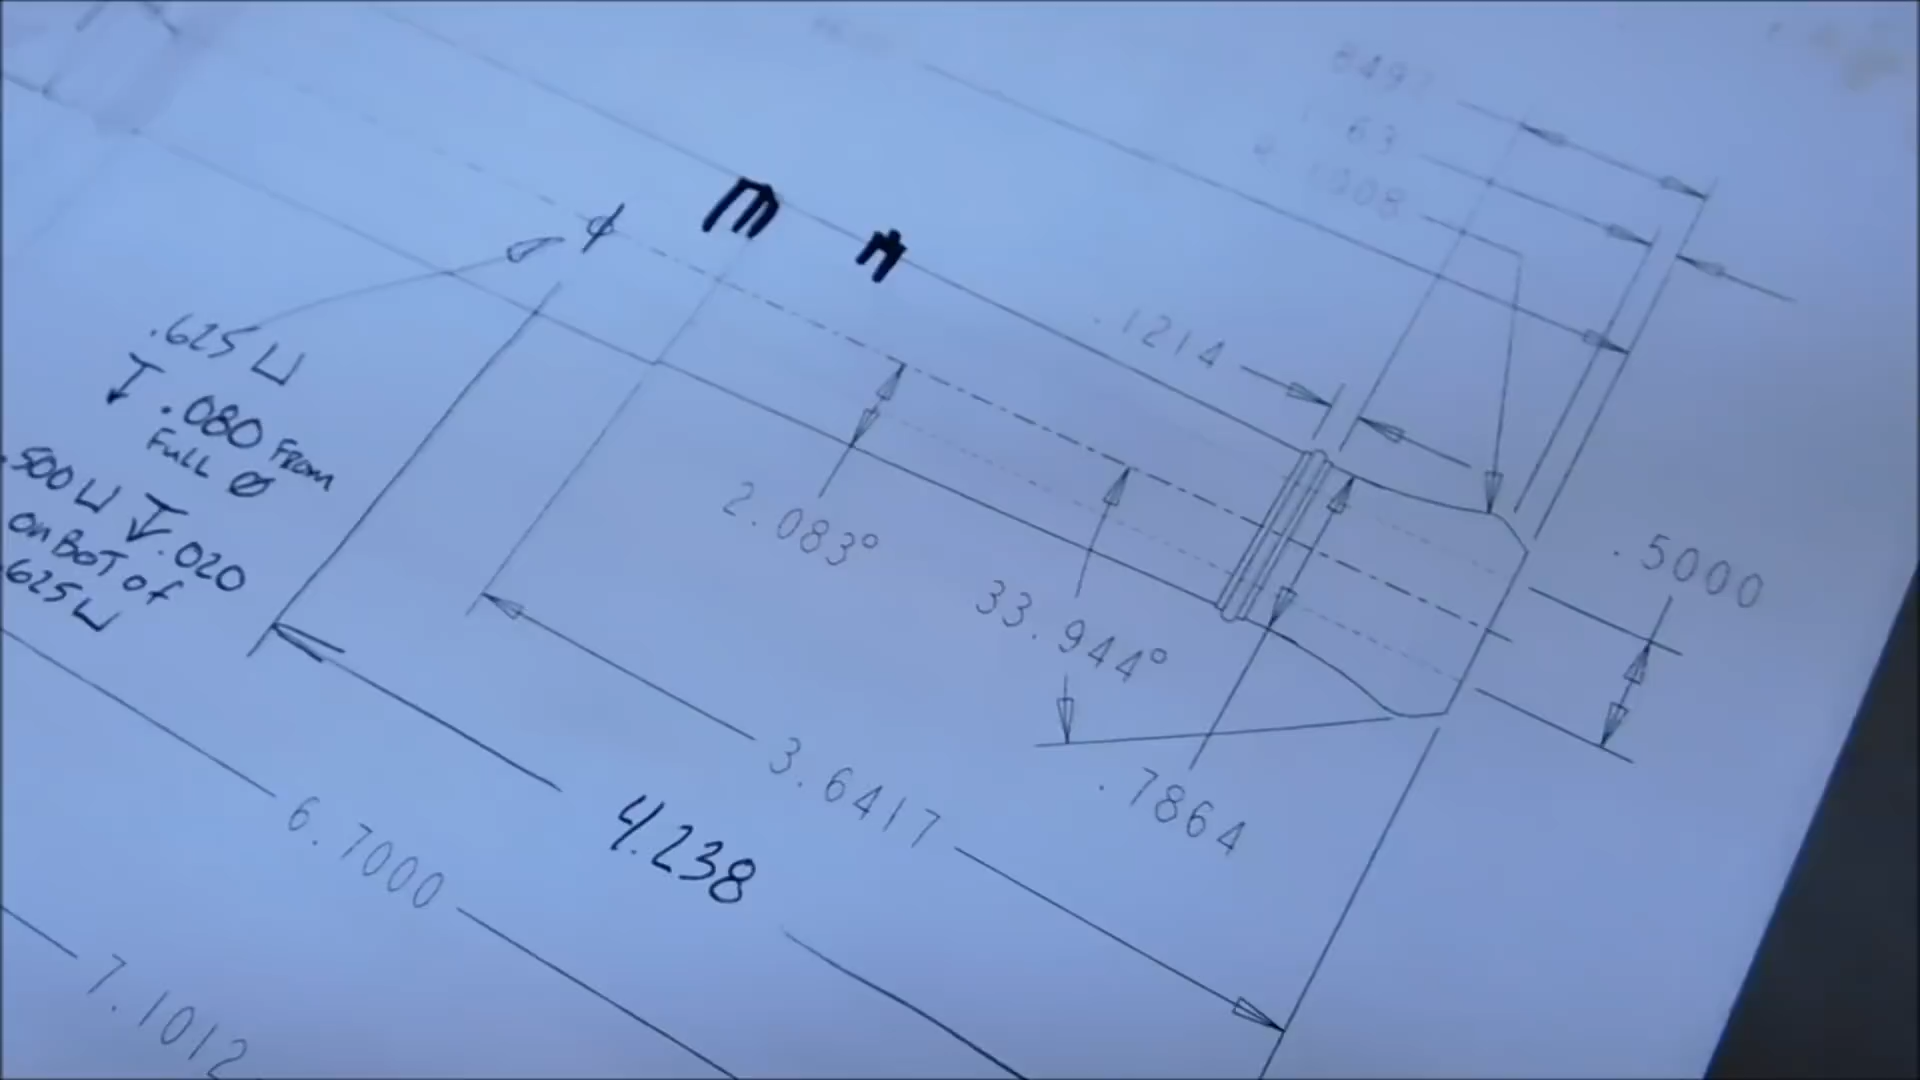 .1214
.625 ⌴
↧ .080 FROM
FULL Ø
.500 ⌴ ↧ .020
ON BOT OF
.625 ⌴
2.083°
33.944°
.5000
.7864
3.6417
4.238
6.7000
7.1012